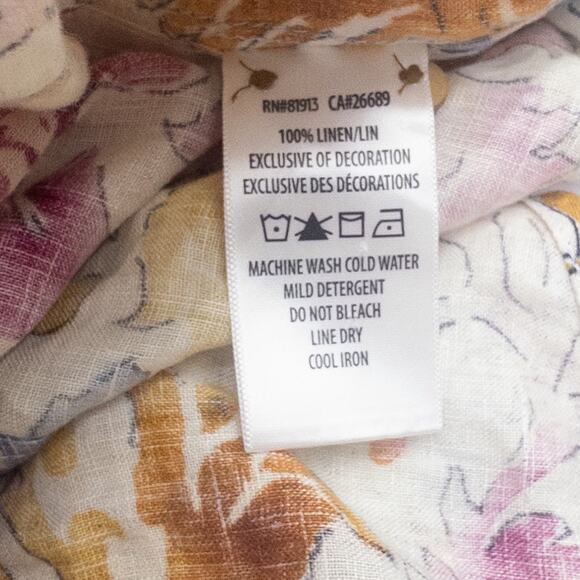 RN#81913 CA#26689
100% LINEN/LIN
EXCLUSIVE OF DECORATION
EXCLUSIVE DES DÉCORATIONS
MACHINE WASH COLD WATER
MILD DETERGENT
DO NOT BLEACH
LINE DRY
COOL IRON